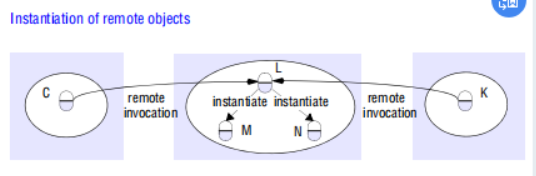 Instantiation of remote objects
C
L
K
remote
invocation
instantiate instantiate
remote
invocation
M
N